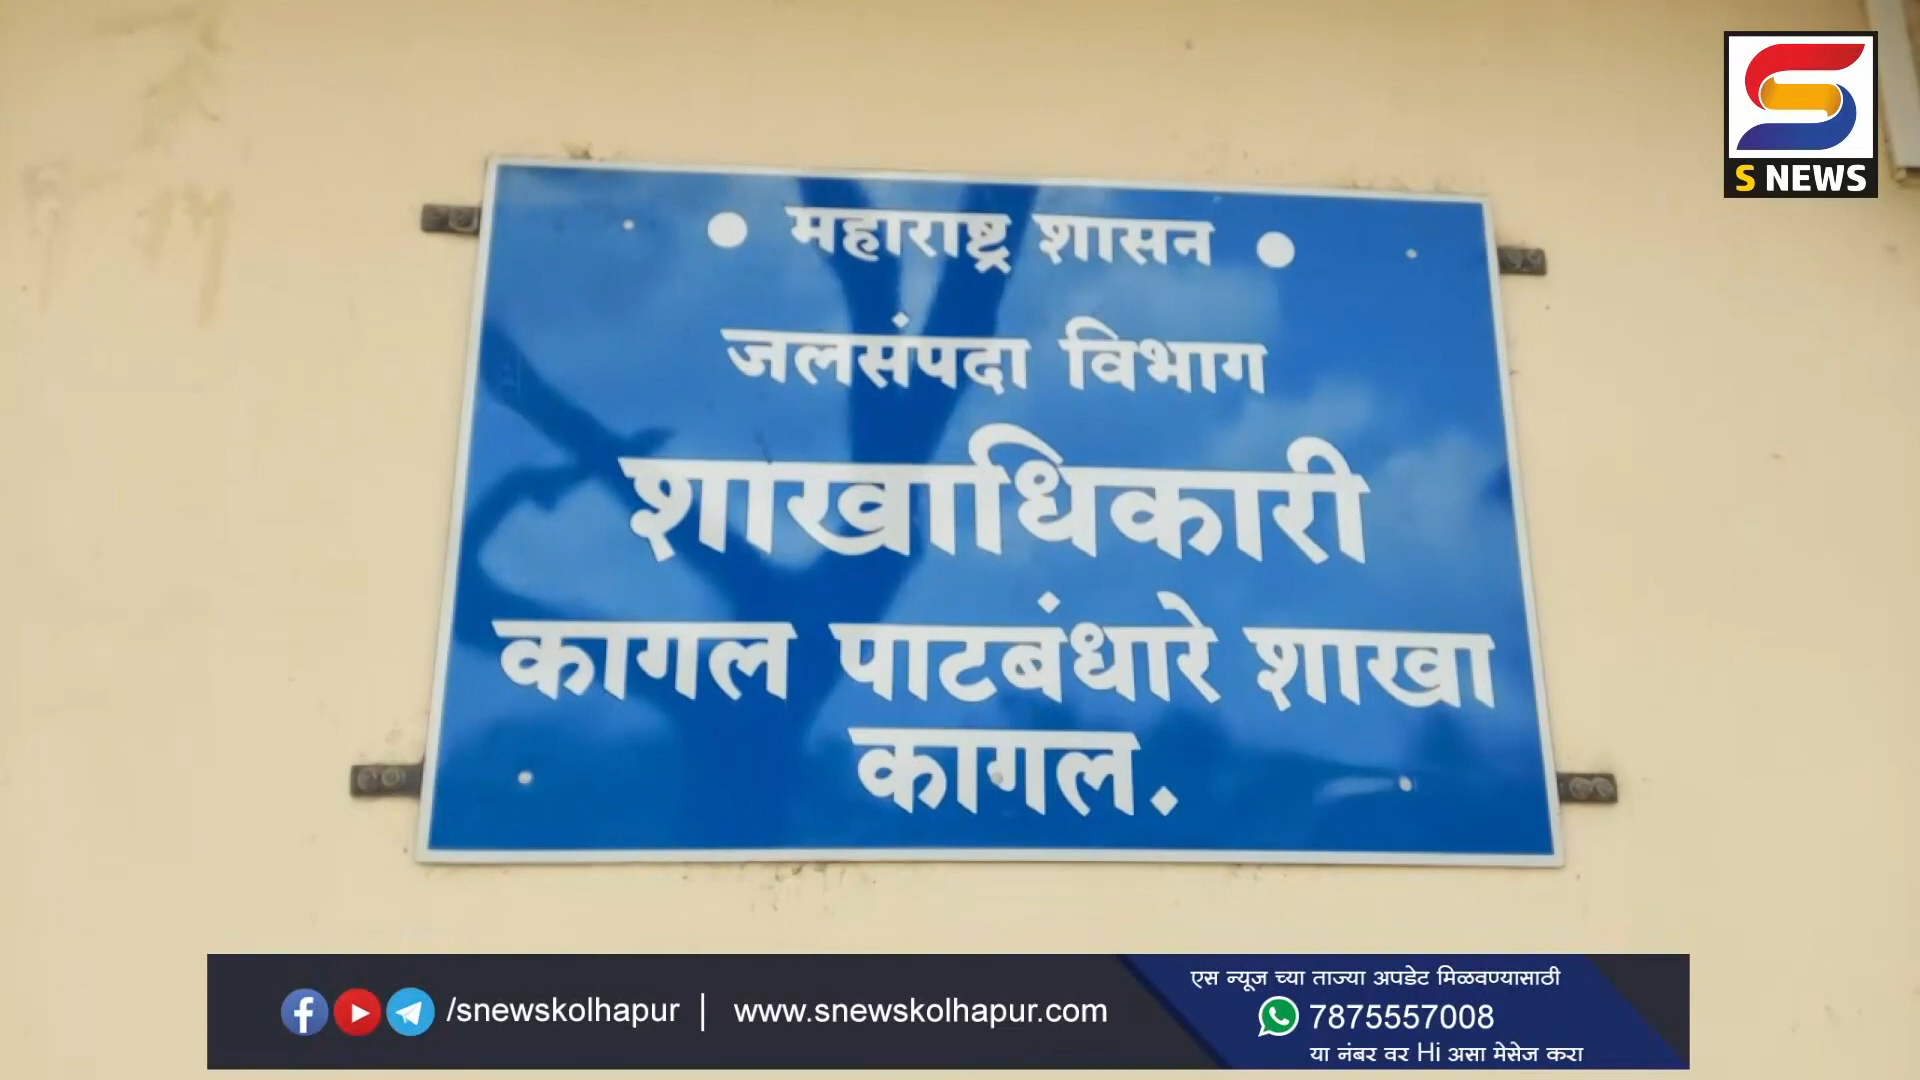 S NEWS
• महाराष्ट्र शासन •
जलसंपदा विभाग
शाखाधिकारी
कागल पाटबंधारे शाखा
कागल.
/snewskolhapur | www.snewskolhapur.com
एस न्यूज च्या ताज्या अपडेट मिळवण्यासाठी
7875557008
या नंबर वर Hi असा मेसेज करा